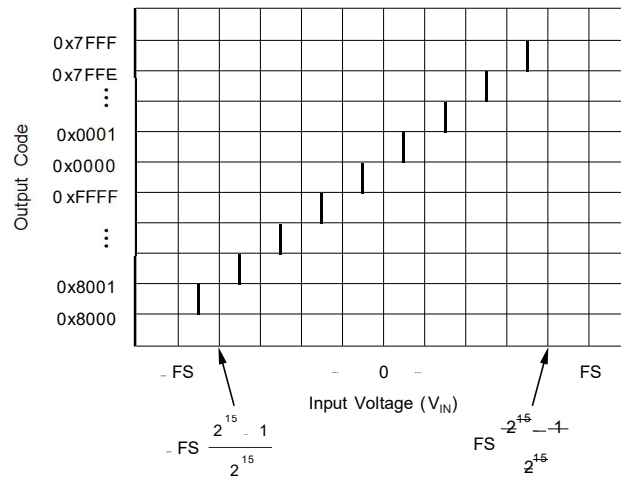 0x7FFF
0x7FFE
⋮
0x0001
0x0000
0xFFFF
⋮
0x8001
0x8000
Output Code
– FS ... 0 ... FS
Input Voltage (VIN)
– FS (2^15 – 1) / 2^15
FS (2^15 – 1) / 2^15